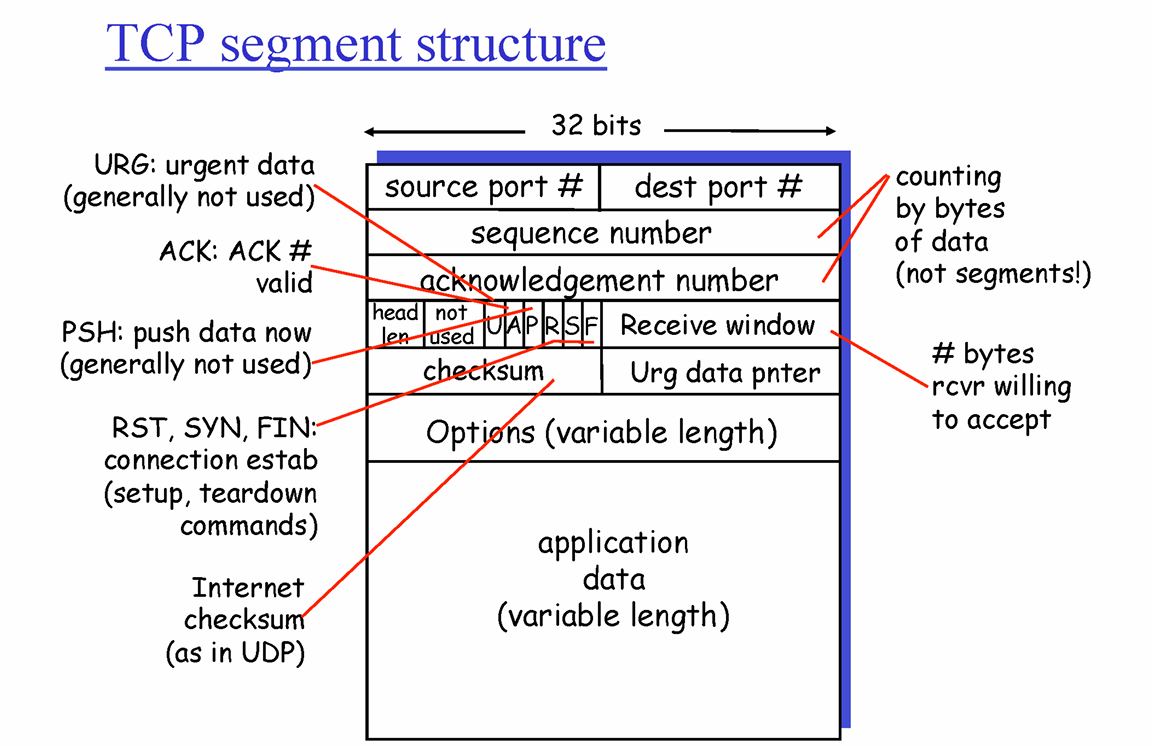 TCP segment structure
32 bits
URG: urgent data
(generally not used)
ACK: ACK #
valid
PSH: push data now
(generally not used)
RST, SYN, FIN:
connection estab
(setup, teardown
commands)
Internet
checksum
(as in UDP)
source port #
dest port #
sequence number
acknowledgement number
head
len
not
used
U
A
P
R
S
F
Receive window
checksum
Urg data pnter
Options (variable length)
application
data
(variable length)
counting
by bytes
of data
(not segments!)
# bytes
rcvr willing
to accept